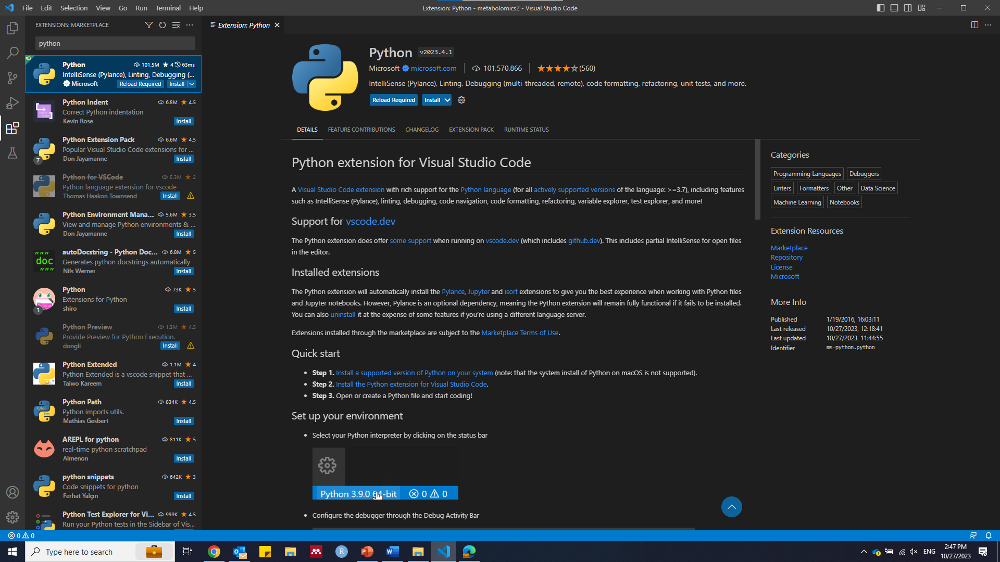 File Edit Selection View Go Run Terminal Help
Extension: Python - metabolomics2 - Visual Studio Code
EXTENSIONS: MARKETPLACE
python
Python 101.5M ★ 4 63ms
IntelliSense (Pylance), Linting, Debugging (...
Microsoft Reload Required Install
Python Indent 6.8M ★ 4.5
Correct Python indentation
Kevin Rose Install
Python Extension Pack 6.6M ★ 4.5
Popular Visual Studio Code extensions for ...
7 Don Jayamanne Install
Python for VSCode 5.3M ★ 2
Python language extension for vscode
Thomas Haakon Townsend Install
Python Environment Mana... 5.6M ★ 3.5
View and manage Python environments & ...
Don Jayamanne Install
autoDocstring - Python Doc... 6.8M ★ 5
""" doc """
Generates python docstrings automatically
Nils Werner Install
Python 73K ★ 5
Extensions for Python
3 shiro Install
Python Preview 1.3M ★ 4.5
Provide Preview for Python Execution.
dongli Install
Python Extended 1.1M ★ 4
Python Extended is a vscode snippet that ...
Taiwo Kareem Install
Python Path 834K ★ 4.5
Python imports utils.
Mathias Gesbert Install
AREPL for python 811K ★ 5
real-time python scratchpad
Almenon Install
python snippets 642K ★ 3
Code snippets for python
Ferhat Yalçın Install
Python Test Explorer for Vi... 999K ★ 4.5
Run your Python tests in the Sidebar of Vis...
Extension: Python
Python v2023.4.1
Microsoft microsoft.com 101,570,866 ★★★★☆ (560)
IntelliSense (Pylance), Linting, Debugging (multi-threaded, remote), code formatting, refactoring, unit tests, and more.
Reload Required Install
DETAILS FEATURE CONTRIBUTIONS CHANGELOG EXTENSION PACK RUNTIME STATUS
Python extension for Visual Studio Code
A Visual Studio Code extension with rich support for the Python language (for all actively supported versions of the language: >=3.7), including features
such as IntelliSense (Pylance), linting, debugging, code navigation, code formatting, refactoring, variable explorer, test explorer, and more!
Support for vscode.dev
The Python extension does offer some support when running on vscode.dev (which includes github.dev). This includes partial IntelliSense for open files
in the editor.
Installed extensions
The Python extension will automatically install the Pylance, Jupyter and isort extensions to give you the best experience when working with Python files
and Jupyter notebooks. However, Pylance is an optional dependency, meaning the Python extension will remain fully functional if it fails to be installed.
You can also uninstall it at the expense of some features if you're using a different language server.
Extensions installed through the marketplace are subject to the Marketplace Terms of Use.
Quick start
• Step 1. Install a supported version of Python on your system (note: that the system install of Python on macOS is not supported).
• Step 2. Install the Python extension for Visual Studio Code.
• Step 3. Open or create a Python file and start coding!
Set up your environment
• Select your Python interpreter by clicking on the status bar
Python 3.9.0 64-bit 0 0
• Configure the debugger through the Debug Activity Bar
Categories
Programming Languages Debuggers
Linters Formatters Other Data Science
Machine Learning Notebooks
Extension Resources
Marketplace
Repository
License
Microsoft
More Info
Published 1/19/2016, 16:03:11
Last released 10/27/2023, 12:18:41
Last updated 10/27/2023, 11:44:55
Identifier ms-python.python
0 0
Type here to search
ENG
2:47 PM
10/27/2023